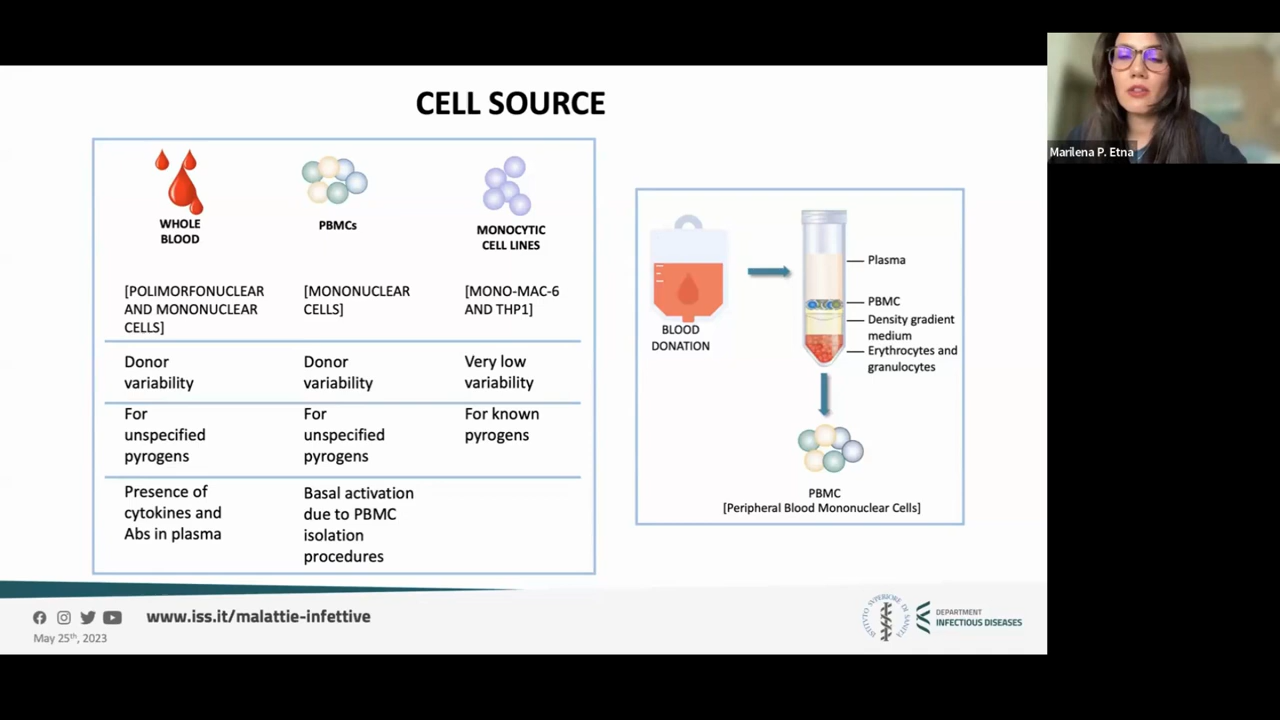 CELL SOURCE
WHOLE
BLOOD
[POLIMORFONUCLEAR
AND MONONUCLEAR
CELLS]
PBMCs
[MONONUCLEAR
CELLS]
MONOCYTIC
CELL LINES
[MONO-MAC-6
AND THP1]
Donor
variability
Donor
variability
Very low
variability
For
unspecified
pyrogens
For
unspecified
pyrogens
For known
pyrogens
Presence of
cytokines and
Abs in plasma
Basal activation
due to PBMC
isolation
procedures
BLOOD
DONATION
Plasma
PBMC
Density gradient
medium
Erythrocytes and
granulocytes
PBMC
[Peripheral Blood Mononuclear Cells]
www.iss.it/malattie-infettive
May 25th, 2023
ISTITUTO SUPERIORE DI SANITÀ
DEPARTMENT
INFECTIOUS DISEASES
Marilena P. Etna